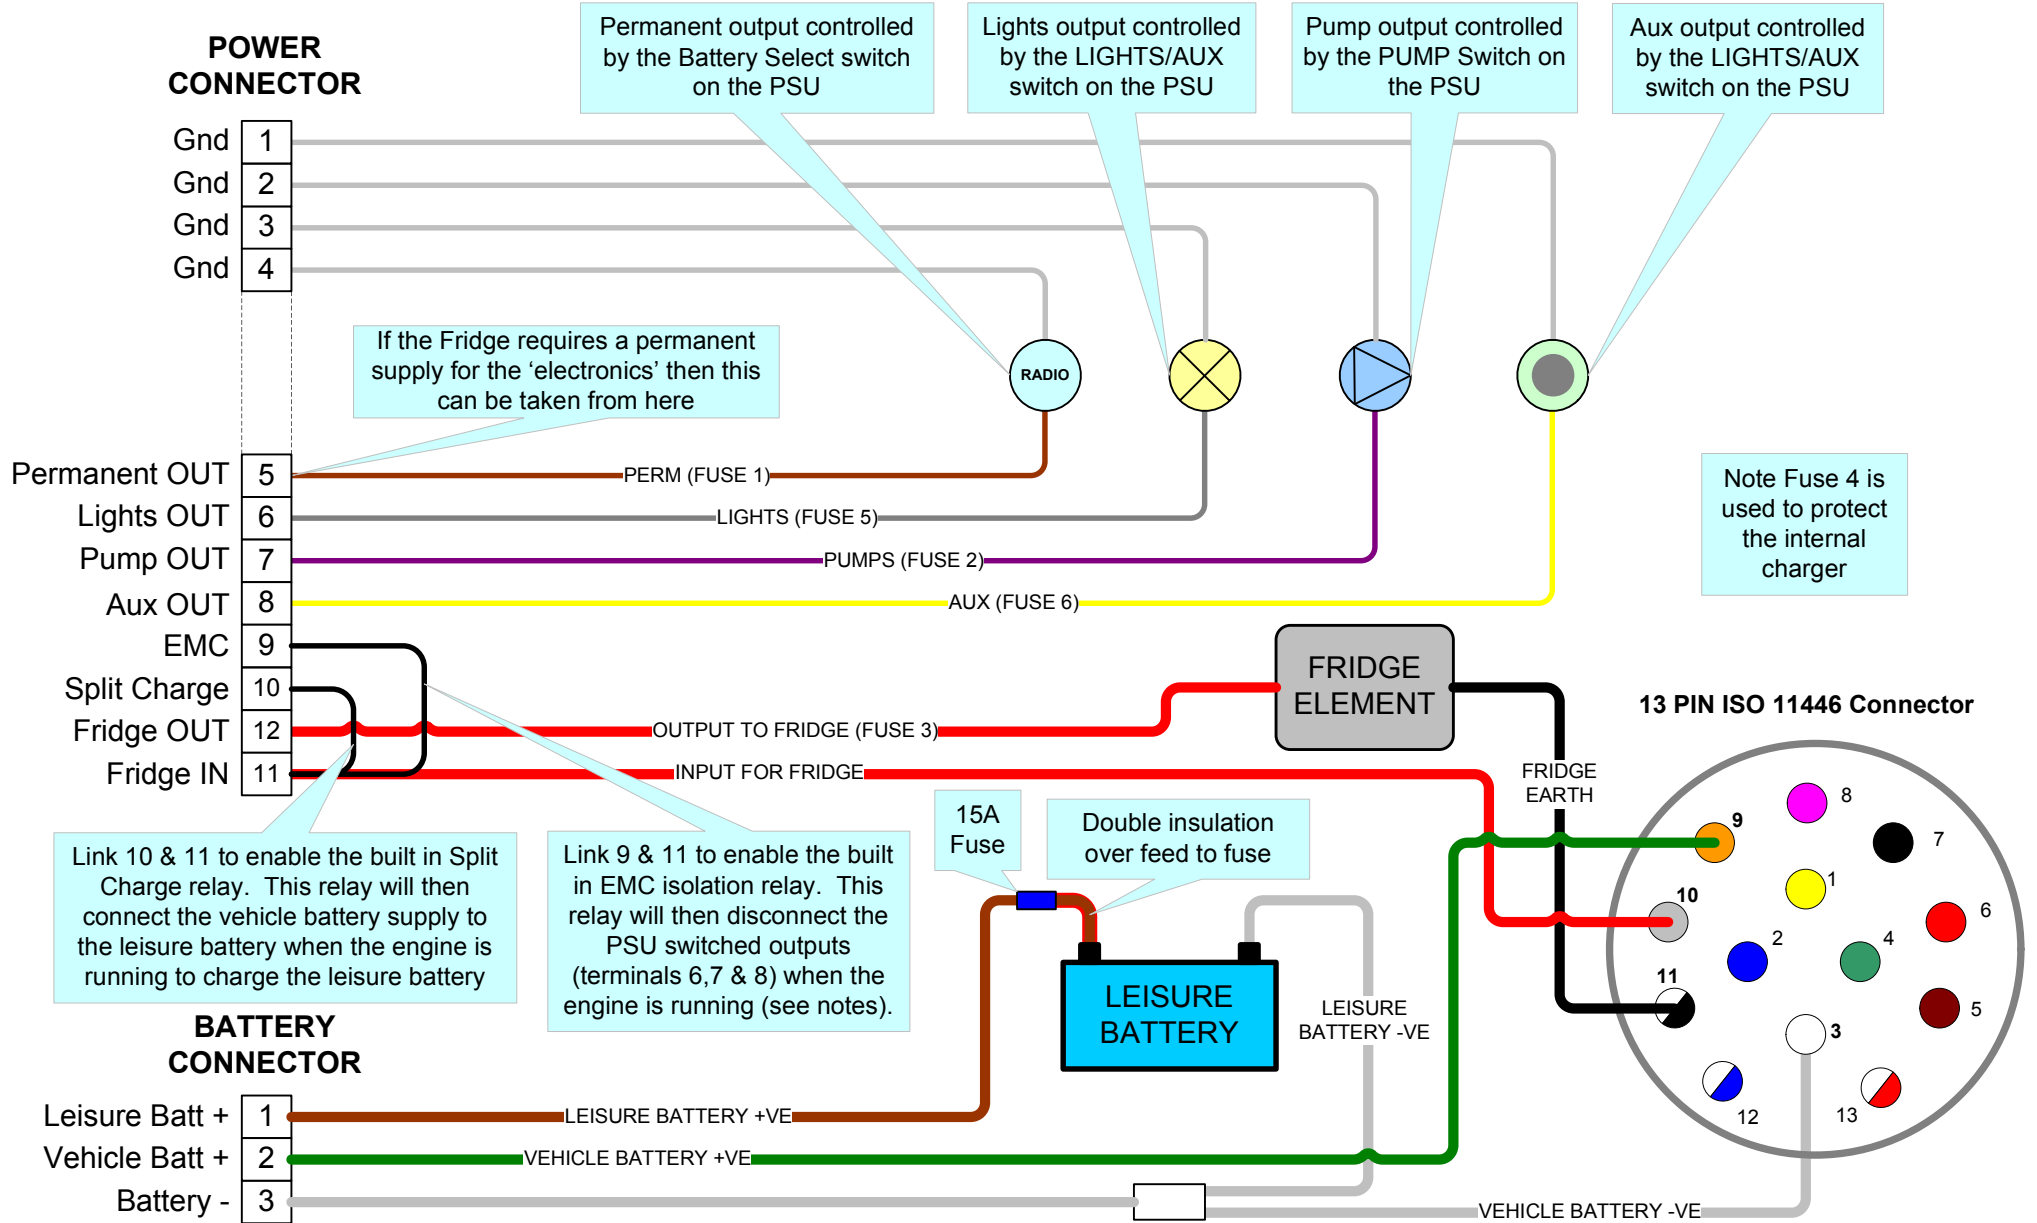 POWER
CONNECTOR
Permanent output controlled
by the Battery Select switch
on the PSU
Lights output controlled
by the LIGHTS/AUX
switch on the PSU
Pump output controlled
by the PUMP Switch on
the PSU
Aux output controlled
by the LIGHTS/AUX
switch on the PSU
Gnd 1
Gnd 2
Gnd 3
Gnd 4
If the Fridge requires a permanent
supply for the ‘electronics’ then this
can be taken from here
RADIO
Permanent OUT 5 PERM (FUSE 1)
Lights OUT 6 LIGHTS (FUSE 5)
Pump OUT 7 PUMPS (FUSE 2)
Aux OUT 8 AUX (FUSE 6)
Note Fuse 4 is
used to protect
the internal
charger
EMC 9
Split Charge 10
Fridge OUT 12 OUTPUT TO FRIDGE (FUSE 3)
Fridge IN 11 INPUT FOR FRIDGE
FRIDGE
ELEMENT
FRIDGE
EARTH
13 PIN ISO 11446 Connector
8
9
7
1
10
6
2
4
11
5
3
12
13
15A
Fuse
Double insulation
over feed to fuse
Link 10 & 11 to enable the built in Split
Charge relay. This relay will then
connect the vehicle battery supply to
the leisure battery when the engine is
running to charge the leisure battery
Link 9 & 11 to enable the built
in EMC isolation relay. This
relay will then disconnect the
PSU switched outputs
(terminals 6,7 & 8) when the
engine is running (see notes).
LEISURE
BATTERY
LEISURE
BATTERY -VE
BATTERY
CONNECTOR
Leisure Batt + 1 LEISURE BATTERY +VE
Vehicle Batt + 2 VEHICLE BATTERY +VE
Battery - 3
VEHICLE BATTERY -VE